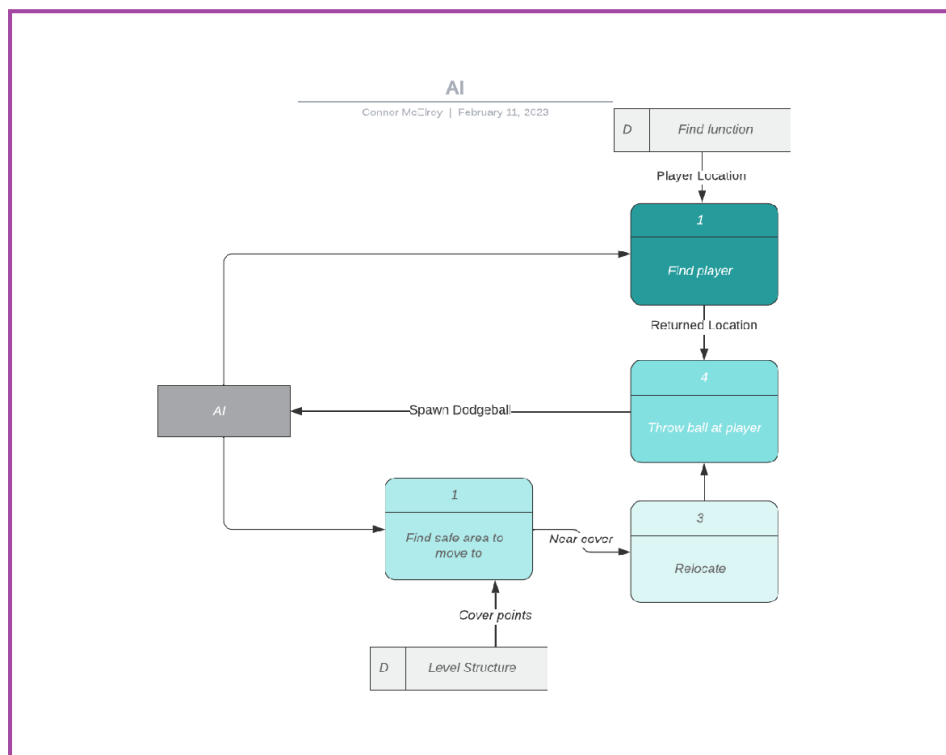 AI
Connor McElroy | February 11, 2023
D Find function
Player Location
1
Find player
Returned Location
4
Throw ball at player
AI
Spawn Dodgeball
1
Find safe area to
move to
Near cover
3
Relocate
Cover points
D Level Structure